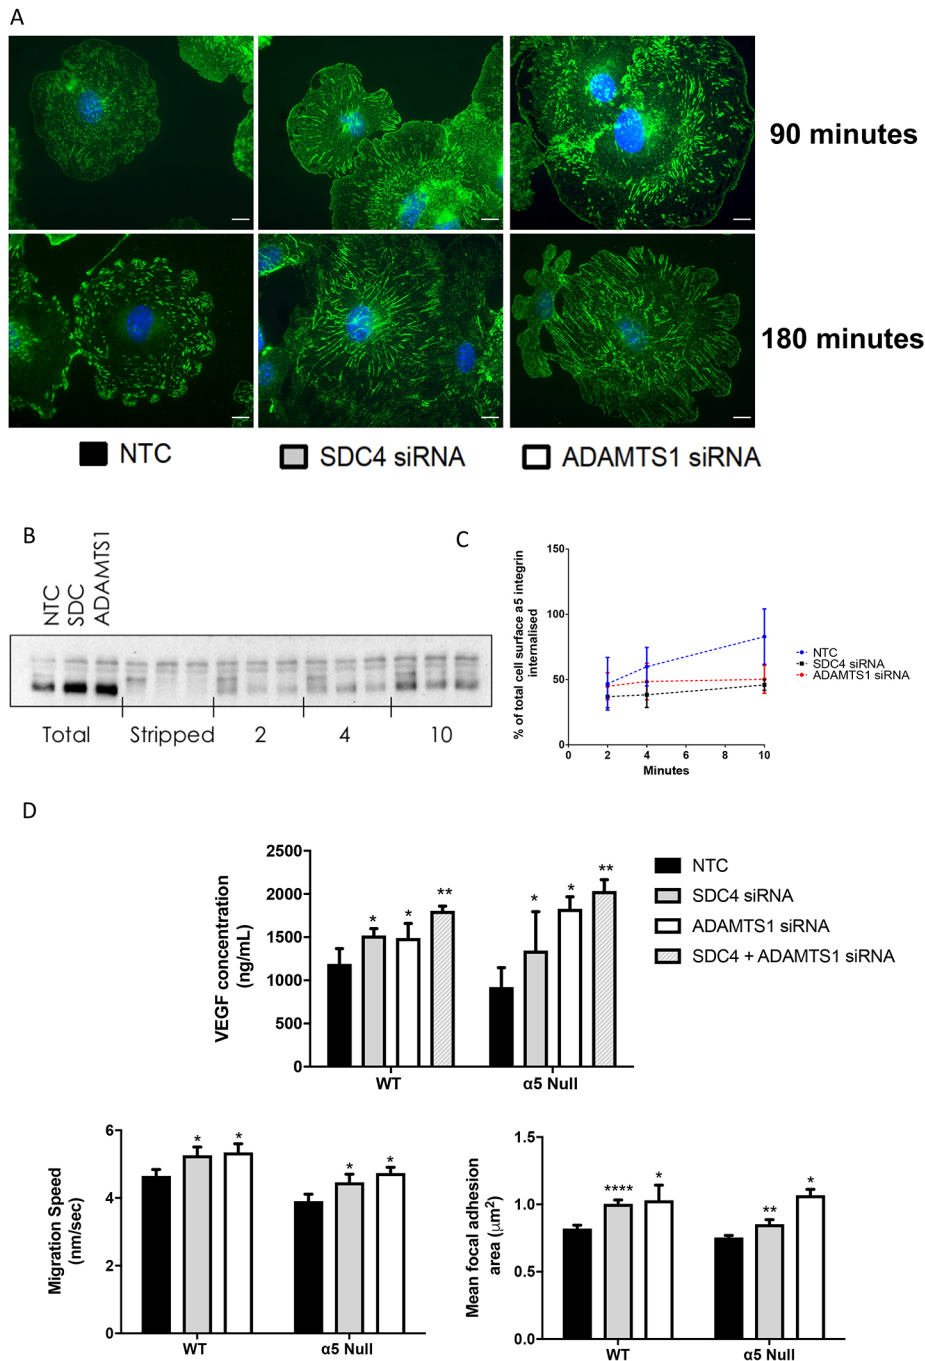 A
90 minutes
180 minutes
NTC
SDC4 siRNA
ADAMTS1 siRNA
B
NTC
SDC
ADAMTS1
Total
Stripped
2
4
10
C
% of total cell surface a5 integrin
internalised
150
100
50
0
0
2
4
6
8
10
Minutes
NTC
SDC4 siRNA
ADAMTS1 siRNA
D
VEGF concentration
(ng/mL)
2500
2000
1500
1000
500
0
*
*
**
*
*
**
WT
α5 Null
NTC
SDC4 siRNA
ADAMTS1 siRNA
SDC4 + ADAMTS1 siRNA
Migration Speed
(nm/sec)
6
4
2
0
*
*
*
*
WT
α5 Null
Mean focal adhesion
area (μm²)
1.5
1.0
0.5
0.0
****
*
**
*
WT
α5 Null